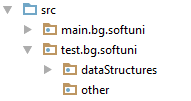 src
main.bg.softuni
test.bg.softuni
dataStructures
other